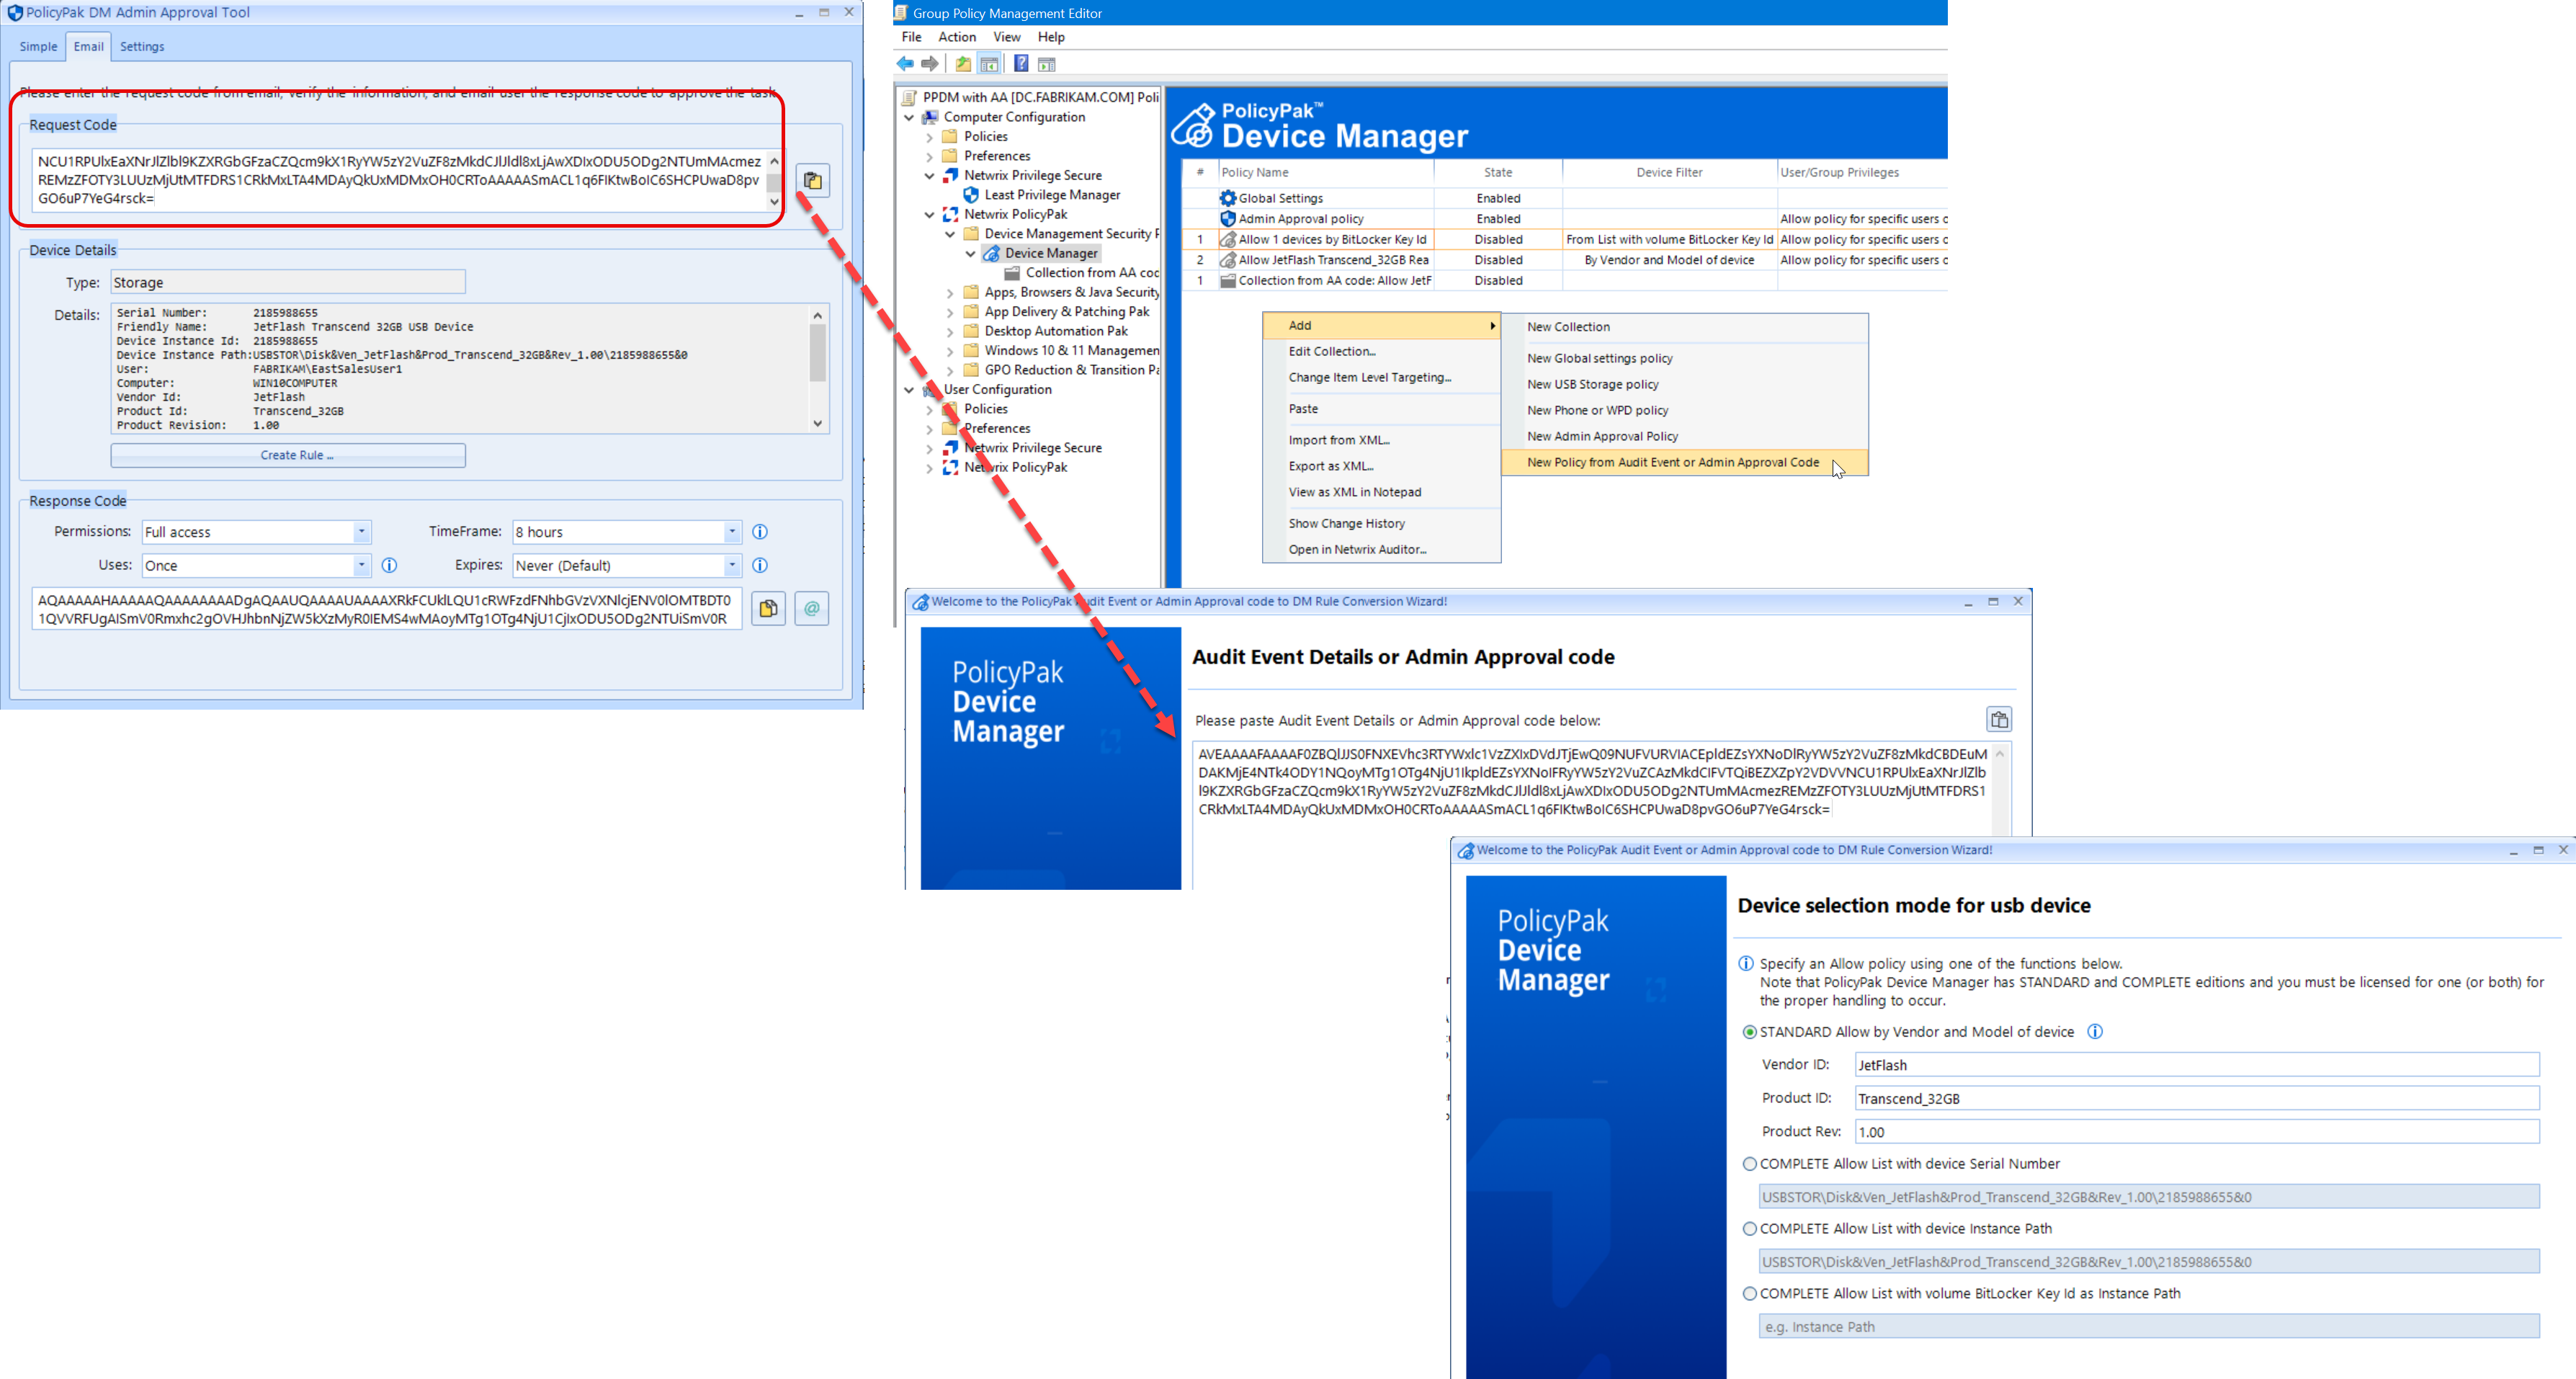 PolicyPak DM Admin Approval Tool
Simple Email Settings
Please enter the request code from email, verify the information, and email user the response code to approve the task.
Request Code
NCU1RPUlxEaXNrJlZlbl9KZXRGbGFzaCZQcm9kX1RyYW5zY2VuZF8zMkdCJlJldl8xLjAwXDIxODU5ODg2NTUmMAcmez
REMzZFOTY3LUUzMjUtMTFDRS1CRkMxLTA4MDAyQkUxMDMxOH0CRToAAAAASmACL1q6FIKtwBoIC6SHCPUwaD8pv
GO6uP7YeG4rsck=
Device Details
Type: Storage
Details:
Serial Number: 2185988655
Friendly Name: JetFlash Transcend 32GB USB Device
Device Instance Id: 2185988655
Device Instance Path:USBSTOR\Disk&Ven_JetFlash&Prod_Transcend_32GB&Rev_1.00\2185988655&0
User: FABRIKAM\EastSalesUser1
Computer: WIN10COMPUTER
Vendor Id: JetFlash
Product Id: Transcend_32GB
Product Revision: 1.00
Create Rule ...
Response Code
Permissions: Full access TimeFrame: 8 hours
Uses: Once Expires: Never (Default)
AQAAAAAHAAAAAQAAAAAAAADgAQAAUQAAAAUAAAAXRkFCUklLQU1cRWFzdFNhbGVzVXNlcjENV0lOMTBDT0
1QVVRFUgAISmV0Rmxhc2gOVHJhbnNjZW5kXzMyR0IEMS4wMAoyMTg1OTg4NjU1CjIxODU5ODg2NTUiSmV0R
Group Policy Management Editor
File Action View Help
PPDM with AA [DC.FABRIKAM.COM] Poli
Computer Configuration
Policies
Preferences
Netwrix Privilege Secure
Least Privilege Manager
Netwrix PolicyPak
Device Management Security P
Device Manager
Collection from AA cod
Apps, Browsers & Java Security
App Delivery & Patching Pak
Desktop Automation Pak
Windows 10 & 11 Managemen
GPO Reduction & Transition Pa
User Configuration
Policies
Preferences
Netwrix Privilege Secure
Netwrix PolicyPak
PolicyPak™
Device Manager
# Policy Name State Device Filter User/Group Privileges
Global Settings Enabled
Admin Approval policy Enabled Allow policy for specific users o
1 Allow 1 devices by BitLocker Key Id Disabled From List with volume BitLocker Key Id Allow policy for specific users o
2 Allow JetFlash Transcend_32GB Rea Disabled By Vendor and Model of device Allow policy for specific users o
1 Collection from AA code: Allow JetF Disabled
Add
Edit Collection...
Change Item Level Targeting...
Paste
Import from XML...
Export as XML...
View as XML in Notepad
Show Change History
Open in Netwrix Auditor...
New Collection
New Global settings policy
New USB Storage policy
New Phone or WPD policy
New Admin Approval Policy
New Policy from Audit Event or Admin Approval Code
Welcome to the PolicyPak Audit Event or Admin Approval code to DM Rule Conversion Wizard!
PolicyPak
Device
Manager
Audit Event Details or Admin Approval code
Please paste Audit Event Details or Admin Approval code below:
AVEAAAAFAAAAF0ZBQlJJS0FNXEVhc3RTYWxlc1VzZXIxDVdJTjEwQ09NUFVURVIACEpldEZsYXNoDlRyYW5zY2VuZF8zMkdCBDEuM
DAKMjE4NTk4ODY1NQoyMTg1OTg4NjU1IkpldEZsYXNoIFRyYW5zY2VuZCAzMkdCIFVTQiBEZXZpY2VDVVNCU1RPUlxEaXNrJlZlb
l9KZXRGbGFzaCZQcm9kX1RyYW5zY2VuZF8zMkdCJlJldl8xLjAwXDIxODU5ODg2NTUmMAcmezREMzZFOTY3LUUzMjUtMTFDRS1
CRkMxLTA4MDAyQkUxMDMxOH0CRToAAAAASmACL1q6FIKtwBoIC6SHCPUwaD8pvGO6uP7YeG4rsck=
Welcome to the PolicyPak Audit Event or Admin Approval code to DM Rule Conversion Wizard!
PolicyPak
Device
Manager
Device selection mode for usb device
Specify an Allow policy using one of the functions below.
Note that PolicyPak Device Manager has STANDARD and COMPLETE editions and you must be licensed for one (or both) for
the proper handling to occur.
STANDARD Allow by Vendor and Model of device
Vendor ID: JetFlash
Product ID: Transcend_32GB
Product Rev: 1.00
COMPLETE Allow List with device Serial Number
USBSTOR\Disk&Ven_JetFlash&Prod_Transcend_32GB&Rev_1.00\2185988655&0
COMPLETE Allow List with device Instance Path
USBSTOR\Disk&Ven_JetFlash&Prod_Transcend_32GB&Rev_1.00\2185988655&0
COMPLETE Allow List with volume BitLocker Key Id as Instance Path
e.g. Instance Path